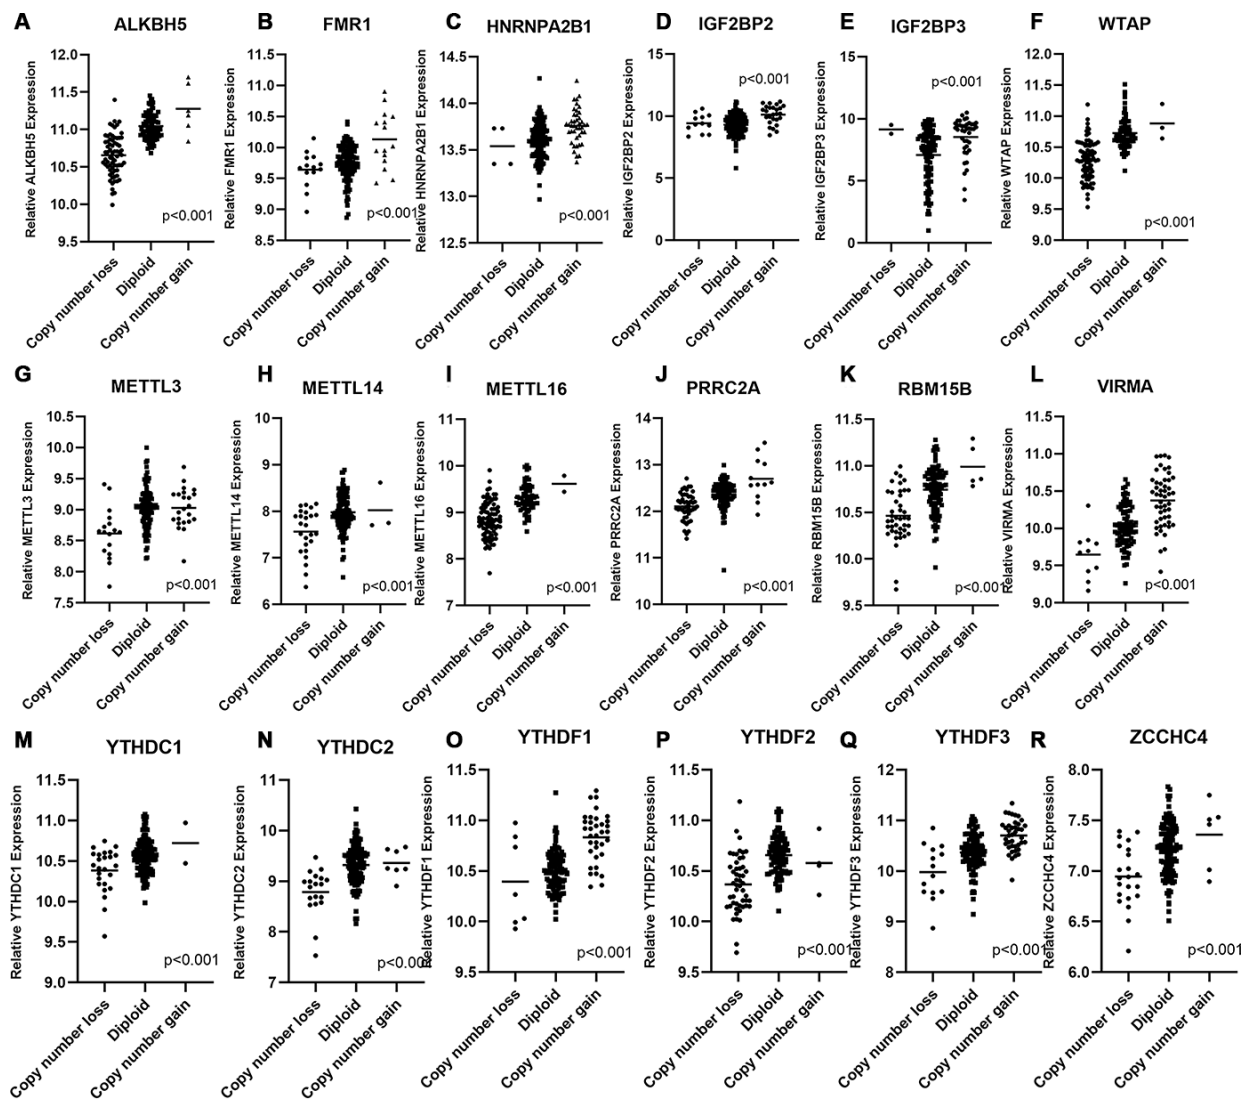 A ALKBH5
Relative ALKBH5 Expression
12.0
11.5
11.0
10.5
10.0
9.5
p<0.001
Copy number loss
Diploid
Copy number gain
B FMR1
Relative FMR1 Expression
11.5
11.0
10.5
10.0
9.5
9.0
8.5
p<0.001
Copy number loss
Diploid
Copy number gain
C HNRNPA2B1
Relative HNRNPA2B1 Expression
14.5
14.0
13.5
13.0
12.5
p<0.001
Copy number loss
Diploid
Copy number gain
D IGF2BP2
Relative IGF2BP2 Expression
15
10
5
0
p<0.001
Copy number loss
Diploid
Copy number gain
E IGF2BP3
Relative IGF2BP3 Expression
15
10
5
0
p<0.001
Copy number loss
Diploid
Copy number gain
F WTAP
Relative WTAP Expression
12.0
11.5
11.0
10.5
10.0
9.5
9.0
p<0.001
Copy number loss
Diploid
Copy number gain
G METTL3
Relative METTL3 Expression
10.5
10.0
9.5
9.0
8.5
8.0
7.5
p<0.001
Copy number loss
Diploid
Copy number gain
H METTL14
Relative METTL14 Expression
10
9
8
7
6
p<0.001
Copy number loss
Diploid
Copy number gain
I METTL16
Relative METTL16 Expression
11
10
9
8
7
p<0.001
Copy number loss
Diploid
Copy number gain
J PRRC2A
Relative PRRC2A Expression
14
13
12
11
10
p<0.001
Copy number loss
Diploid
Copy number gain
K RBM15B
Relative RBM15B Expression
11.5
11.0
10.5
10.0
9.5
p<0.00
Copy number loss
Diploid
Copy number gain
L VIRMA
Relative VIRMA Expression
11.5
11.0
10.5
10.0
9.5
9.0
p<0.001
Copy number loss
Diploid
Copy number gain
M YTHDC1
Relative YTHDC1 Expression
11.5
11.0
10.5
10.0
9.5
9.0
p<0.001
Copy number loss
Diploid
Copy number gain
N YTHDC2
Relative YTHDC2 Expression
11
10
9
8
7
p<0.00
Copy number loss
Diploid
Copy number gain
O YTHDF1
Relative YTHDF1 Expression
11.5
11.0
10.5
10.0
9.5
p<0.001
Copy number loss
Diploid
Copy number gain
P YTHDF2
Relative YTHDF2 Expression
11.5
11.0
10.5
10.0
9.5
p<0.001
Copy number loss
Diploid
Copy number gain
Q YTHDF3
Relative YTHDF3 Expression
12
11
10
9
8
p<0.001
Copy number loss
Diploid
Copy number gain
R ZCCHC4
Relative ZCCHC4 Expression
8.0
7.5
7.0
6.5
6.0
p<0.001
Copy number loss
Diploid
Copy number gain